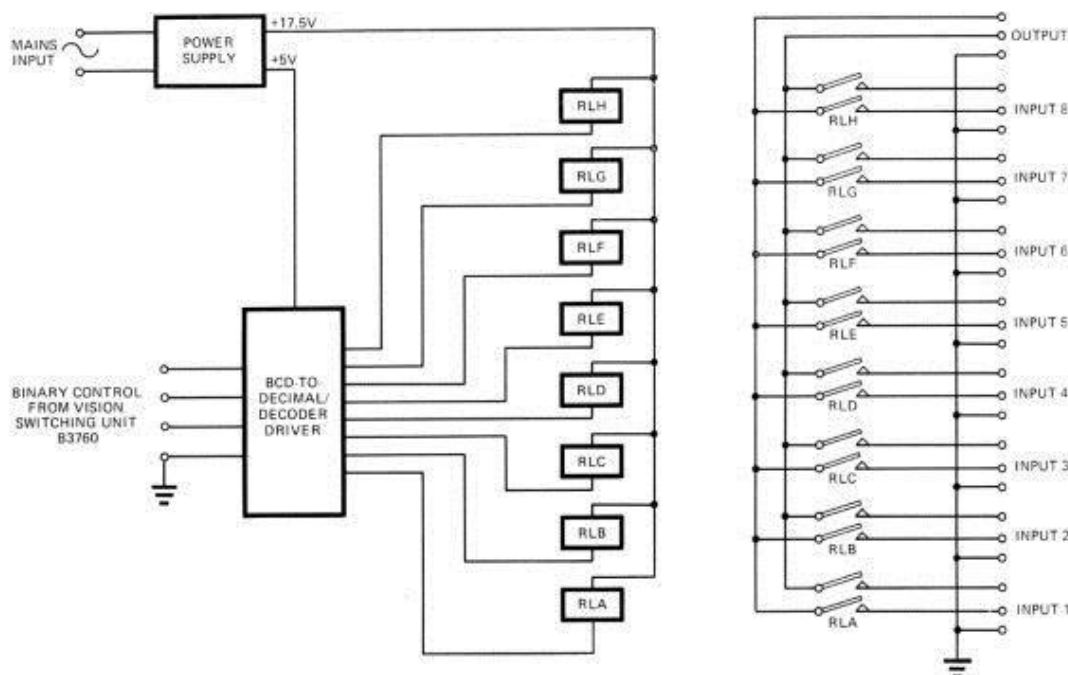 MAINS
INPUT
POWER
SUPPLY
+17.5V
+5V
RLH
RLG
RLF
RLE
RLD
RLC
RLB
RLA
BINARY CONTROL
FROM VISION
SWITCHING UNIT
B3760
BCD-TO-
DECIMAL/
DECODER
DRIVER
OUTPUT
RLH
INPUT 8
RLG
INPUT 7
RLF
INPUT 6
RLE
INPUT 5
RLD
INPUT 4
RLC
INPUT 3
RLB
INPUT 2
RLA
INPUT 1